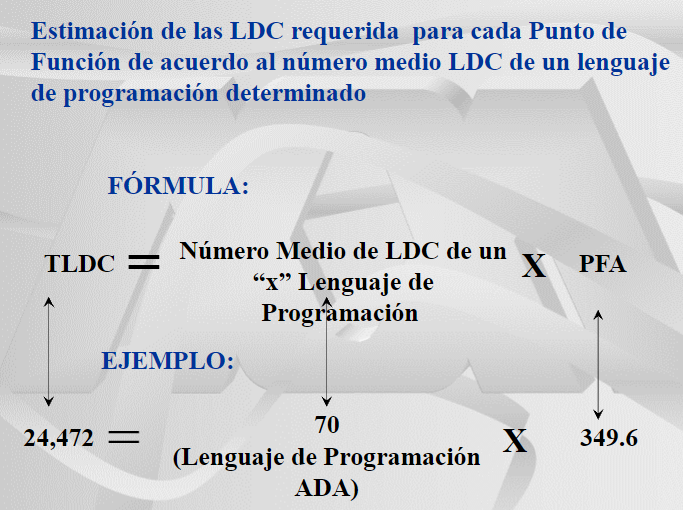 Estimación de las LDC requerida para cada Punto de
Función de acuerdo al número medio LDC de un lenguaje
de programación determinado
FÓRMULA:
TLDC = Número Medio de LDC de un X PFA
“x” Lenguaje de
Programación
EJEMPLO:
24,472 = 70 X 349.6
(Lenguaje de Programación
ADA)